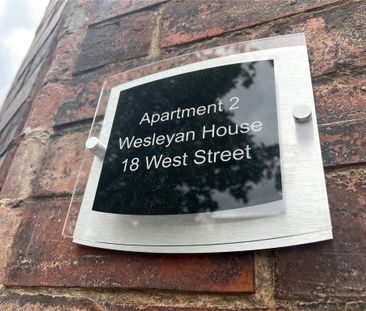 Apartment 2
Wesleyan House
18 West Street